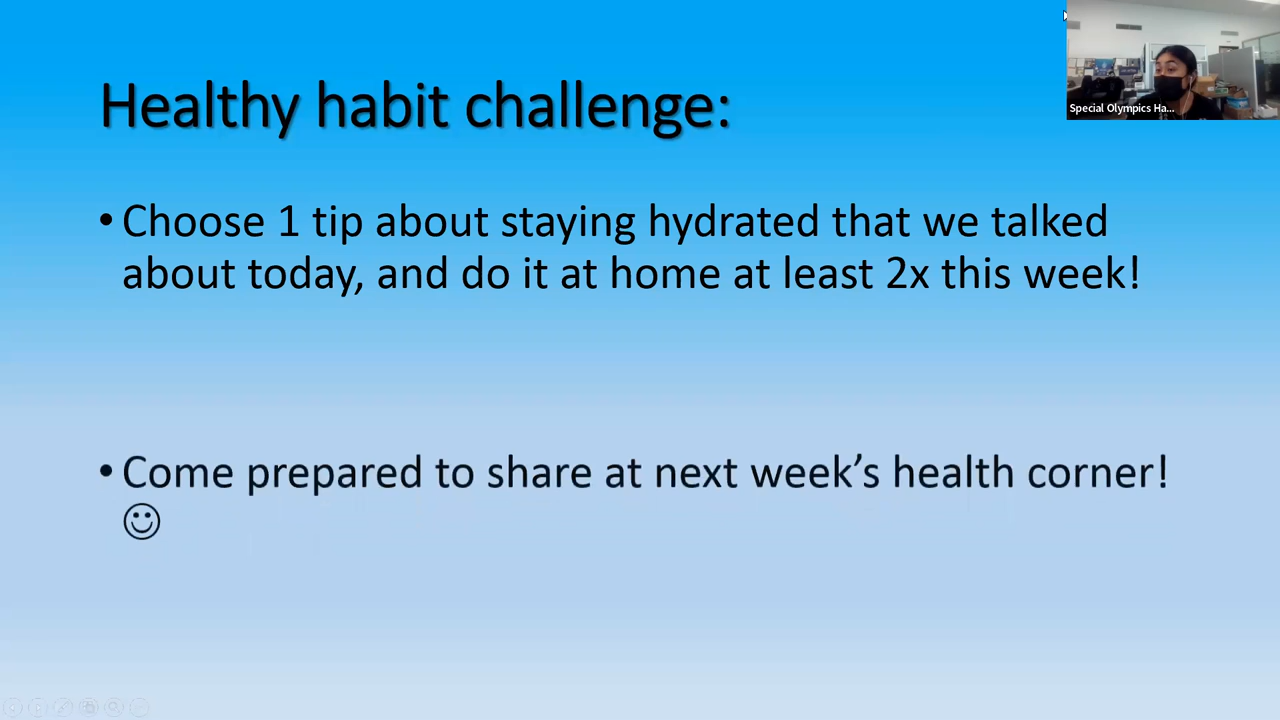 Healthy habit challenge:
Special Olympics Ha...
• Choose 1 tip about staying hydrated that we talked
about today, and do it at home at least 2x this week!
• Come prepared to share at next week’s health corner!
☺